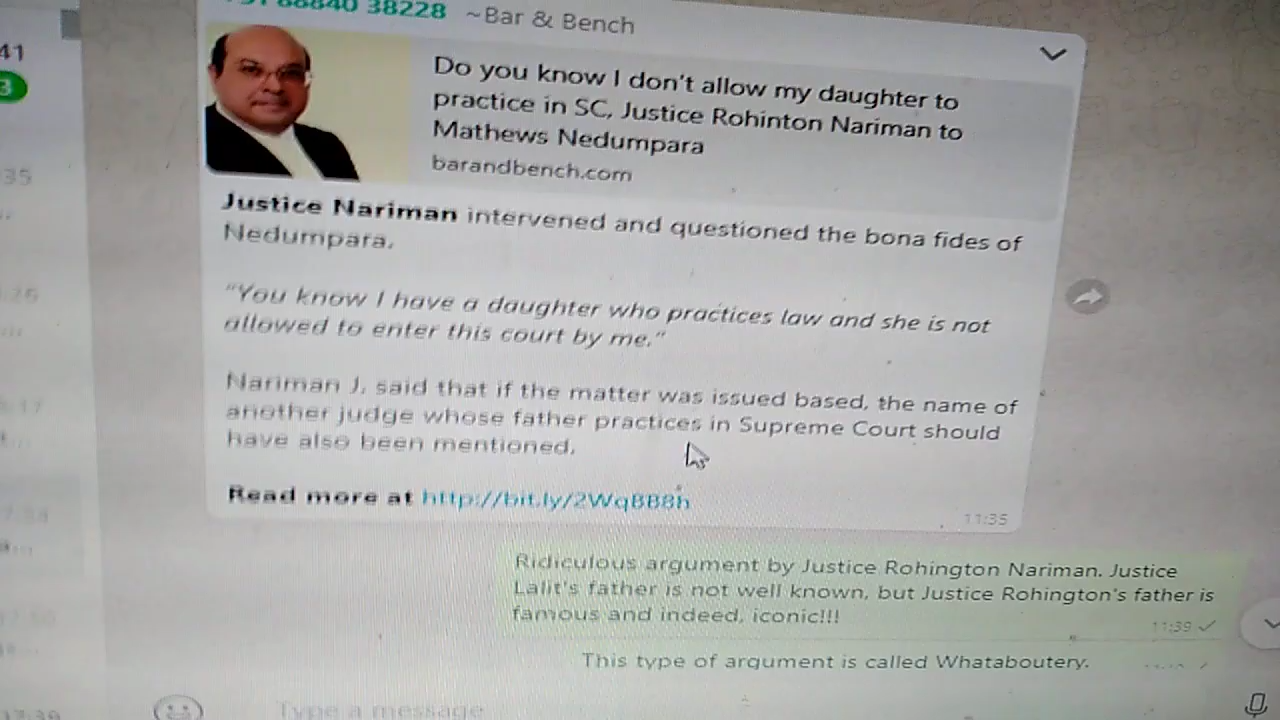 41
88840 38228 ~Bar & Bench
3
Do you know I don't allow my daughter to
practice in SC, Justice Rohinton Nariman to
Mathews Nedumpara
barandbench.com
:35
Justice Nariman intervened and questioned the bona fides of
Nedumpara.
"You know I have a daughter who practices law and she is not
allowed to enter this court by me."
Nariman J. said that if the matter was issued based, the name of
another judge whose father practices in Supreme Court should
have also been mentioned.
Read more at http://bit.ly/2WqBB8h
11:35
Ridiculous argument by Justice Rohington Nariman. Justice
Lalit's father is not well known, but Justice Rohington's father is
famous and indeed, iconic!!!
11:39
This type of argument is called Whataboutery.
Type a message